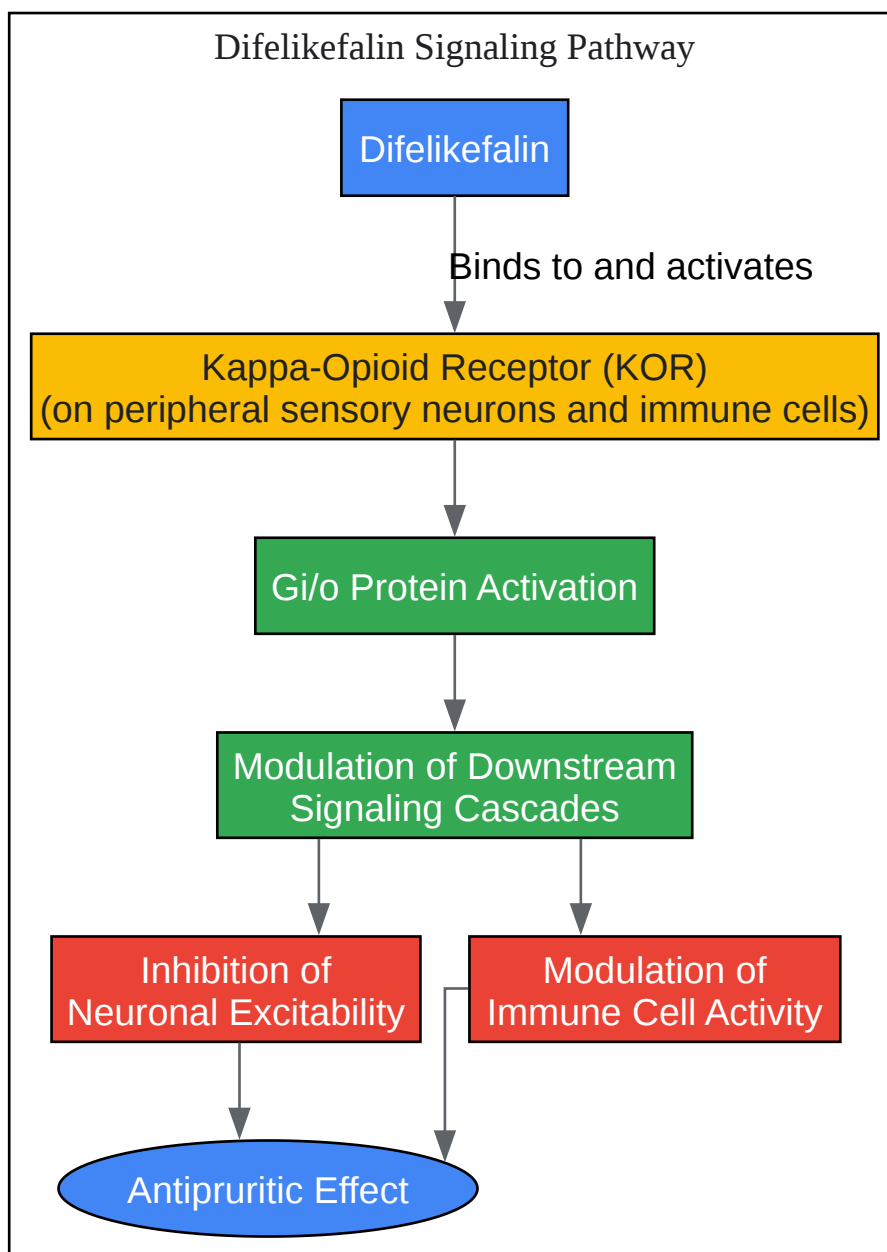 Difelikefalin Signaling Pathway
Difelikefalin
Binds to and activates
Kappa-Opioid Receptor (KOR)
(on peripheral sensory neurons and immune cells)
Gi/o Protein Activation
Modulation of Downstream
Signaling Cascades
Inhibition of
Neuronal Excitability
Modulation of
Immune Cell Activity
Antipruritic Effect